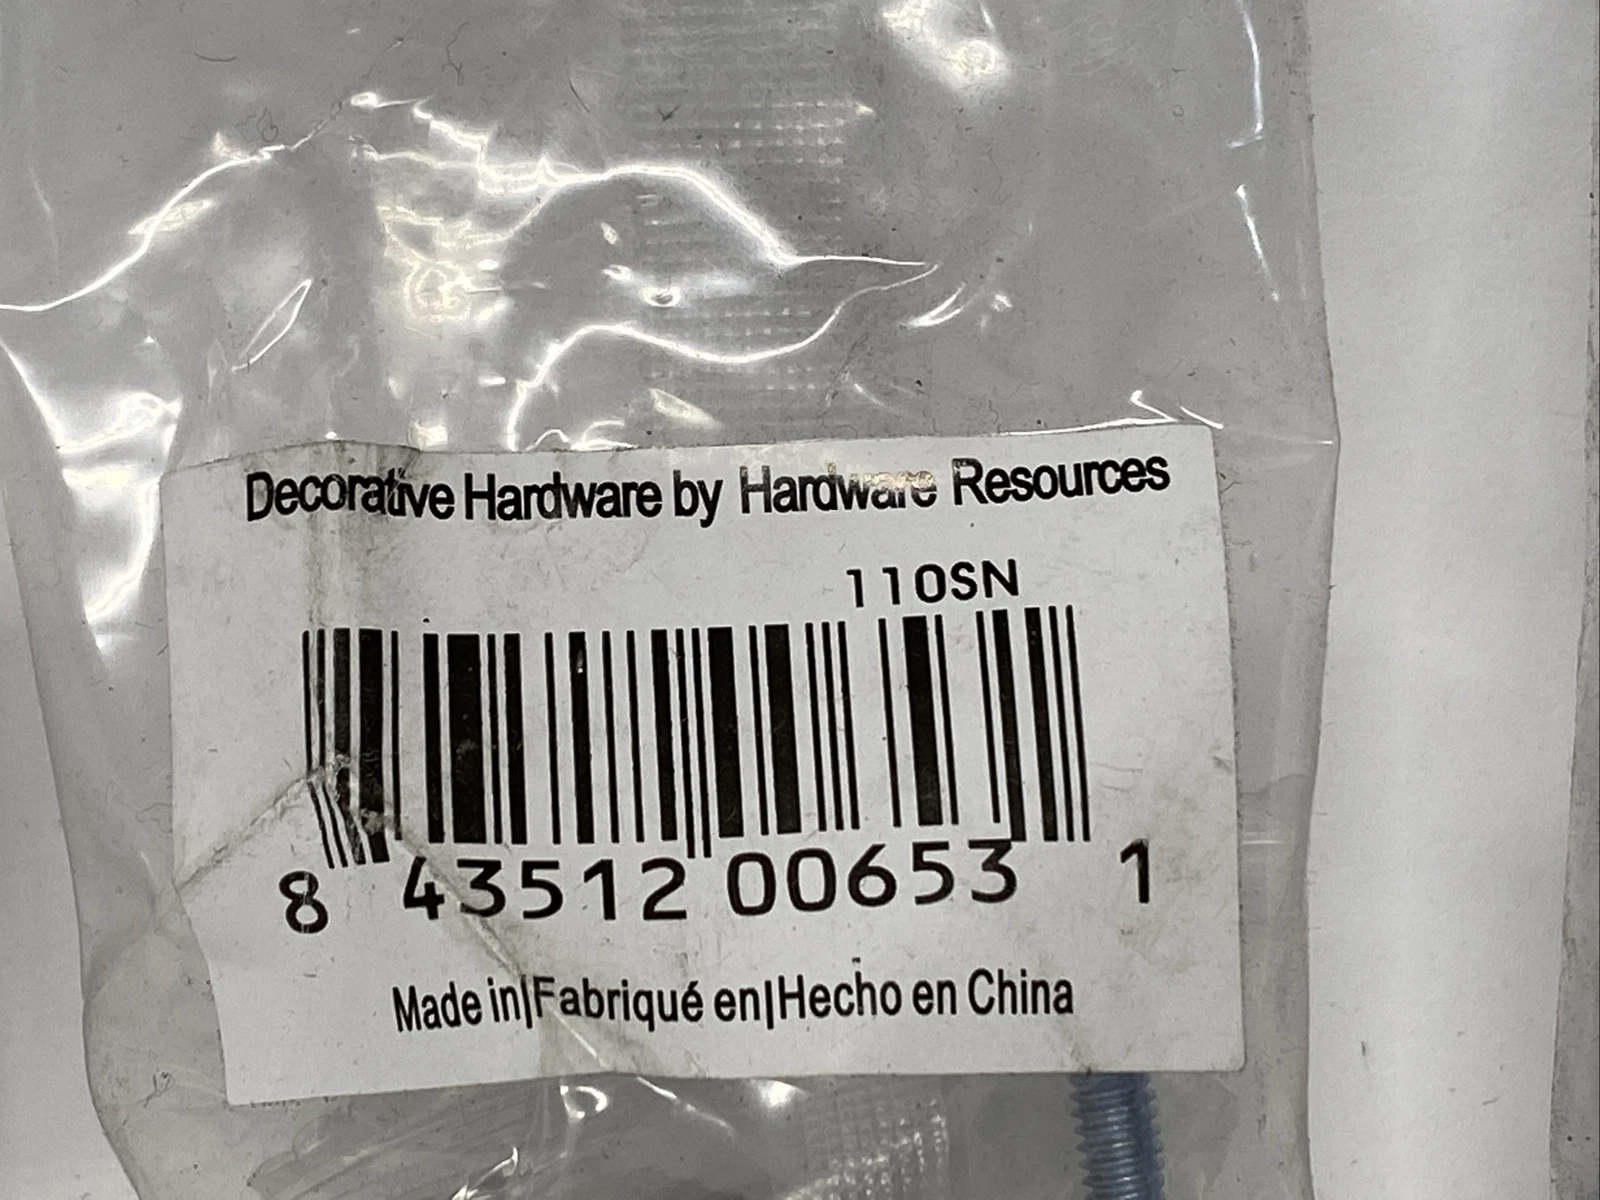 Decorative Hardware by Hardware Resources
110SN
8 43512 00653 1
Made in|Fabriqué en|Hecho en China